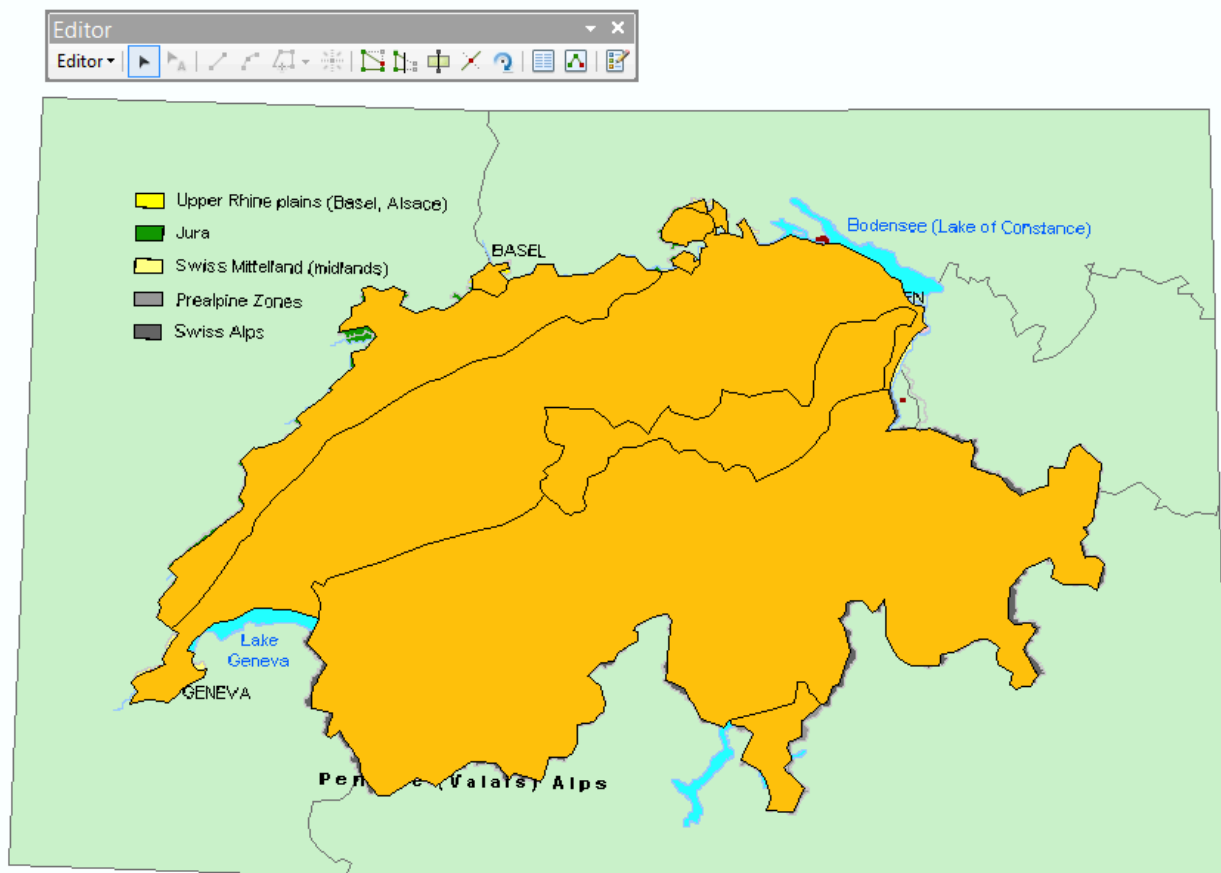 Editor
Editor
Upper Rhine plains (Basel, Alsace)
Jura
Swiss Mittelland (midlands)
Prealpine Zones
Swiss Alps
BASEL
Bodensee (Lake of Constance)
EN
Lake
Geneva
GENEVA
(Valais) Alps